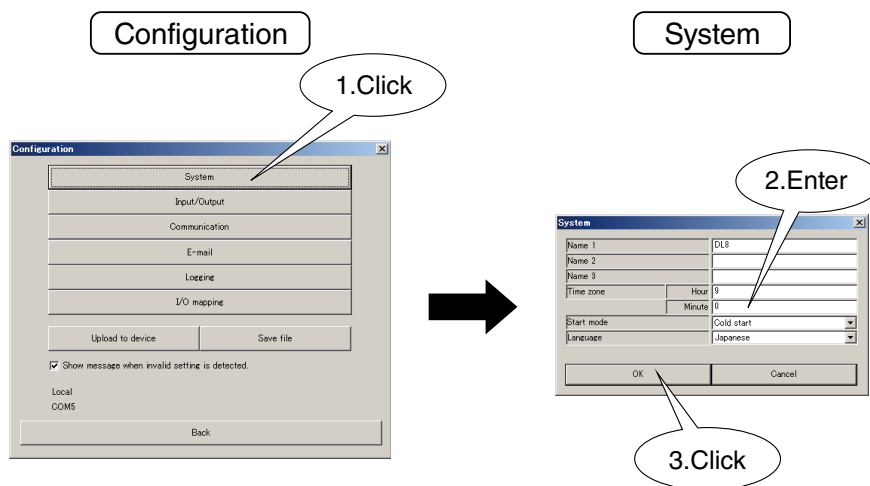 Configuration
System
1.Click
Configuration
System
Input/Output
Communication
E-mail
Logging
I/O mapping
Upload to device Save file
Show message when invalid setting is detected.
Local
COM5
Back
2.Enter
System
Name 1 DL8
Name 2
Name 3
Time zone Hour 9
Minute 0
Start mode Cold start
Language Japanese
OK Cancel
3.Click